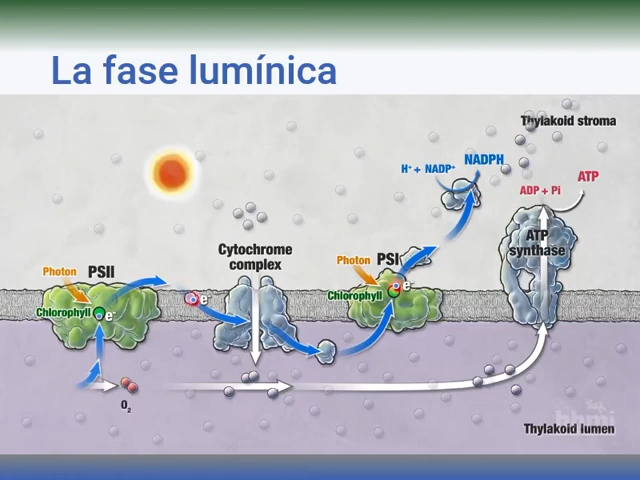 La fase lumínica
Thylakoid stroma
H⁺ + NADP⁺
NADPH
ADP + Pi
ATP
ATP
synthase
Cytochrome
complex
Photon
PSI
Chlorophyll
e⁻
Photon
PSII
Chlorophyll
e⁻
e⁻
O₂
hhmi
Thylakoid lumen